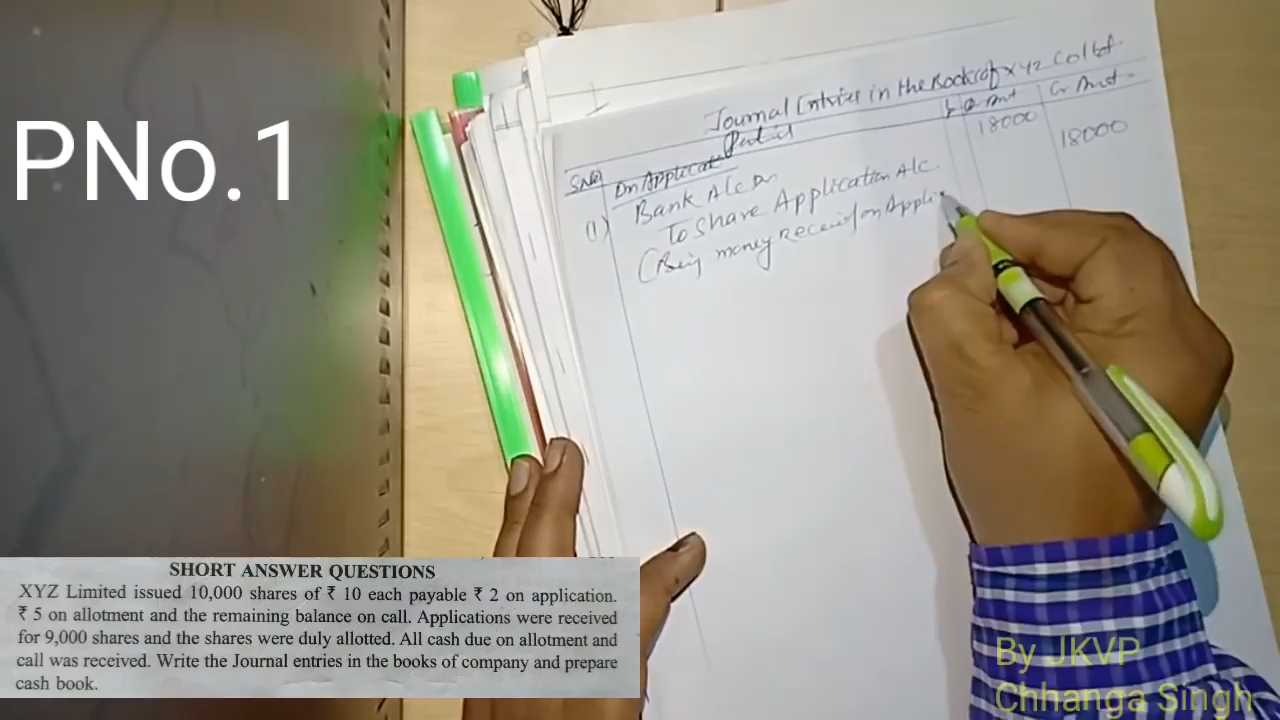 PNo.1
Journal Entries in the Books of XYZ Co ltd
SNo Dr Amt Cr Amt
On Application
(1) Bank A/c Dr 18000
To Share Application A/c 18000
(Being money Received on Appli
SHORT ANSWER QUESTIONS
XYZ Limited issued 10,000 shares of ₹ 10 each payable ₹ 2 on application.
₹ 5 on allotment and the remaining balance on call. Applications were received
for 9,000 shares and the shares were duly allotted. All cash due on allotment and
call was received. Write the Journal entries in the books of company and prepare
cash book.
By JKVP
Chhanga Singh